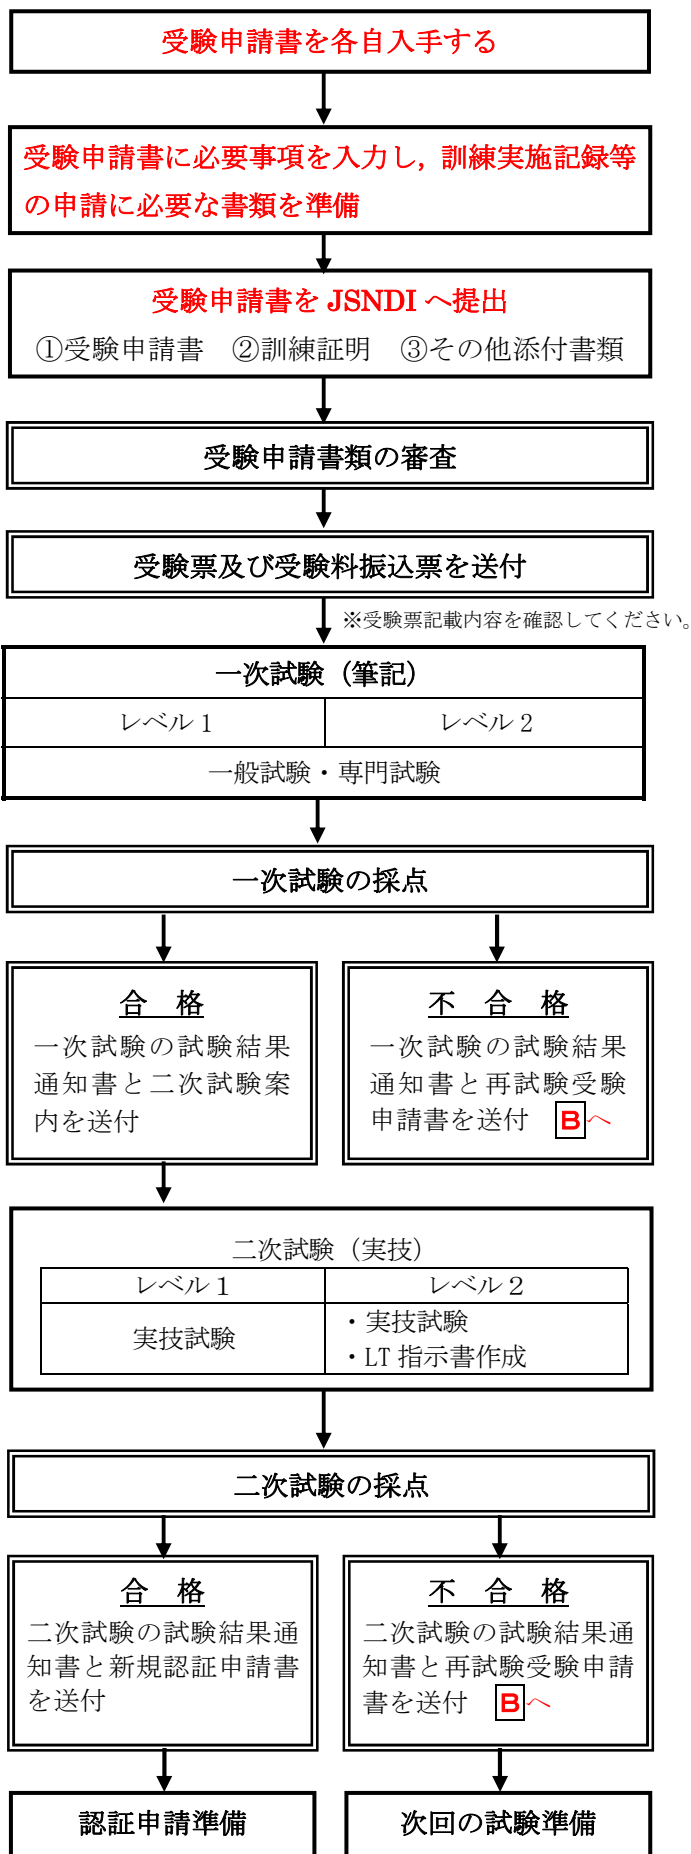 受験申請書を各自入手する
受験申請書に必要事項を入力し, 訓練実施記録等
の申請に必要な書類を準備
受験申請書を JSNDI へ提出
①受験申請書 ②訓練証明 ③その他添付書類
受験申請書類の審査
受験票及び受験料振込票を送付
※受験票記載内容を確認してください。
一次試験（筆記）
レベル 1 レベル 2
一般試験・専門試験
一次試験の採点
合 格
一次試験の試験結果
通知書と二次試験案
内を送付
不 合 格
一次試験の試験結果
通知書と再試験受験
申請書を送付 Bへ
二次試験（実技）
レベル１ レベル２
実技試験
・実技試験
・LT 指示書作成
二次試験の採点
合 格
二次試験の試験結果通
知書と新規認証申請書
を送付
不 合 格
二次試験の試験結果通
知書と再試験受験申請
書を送付 Bへ
認証申請準備
次回の試験準備